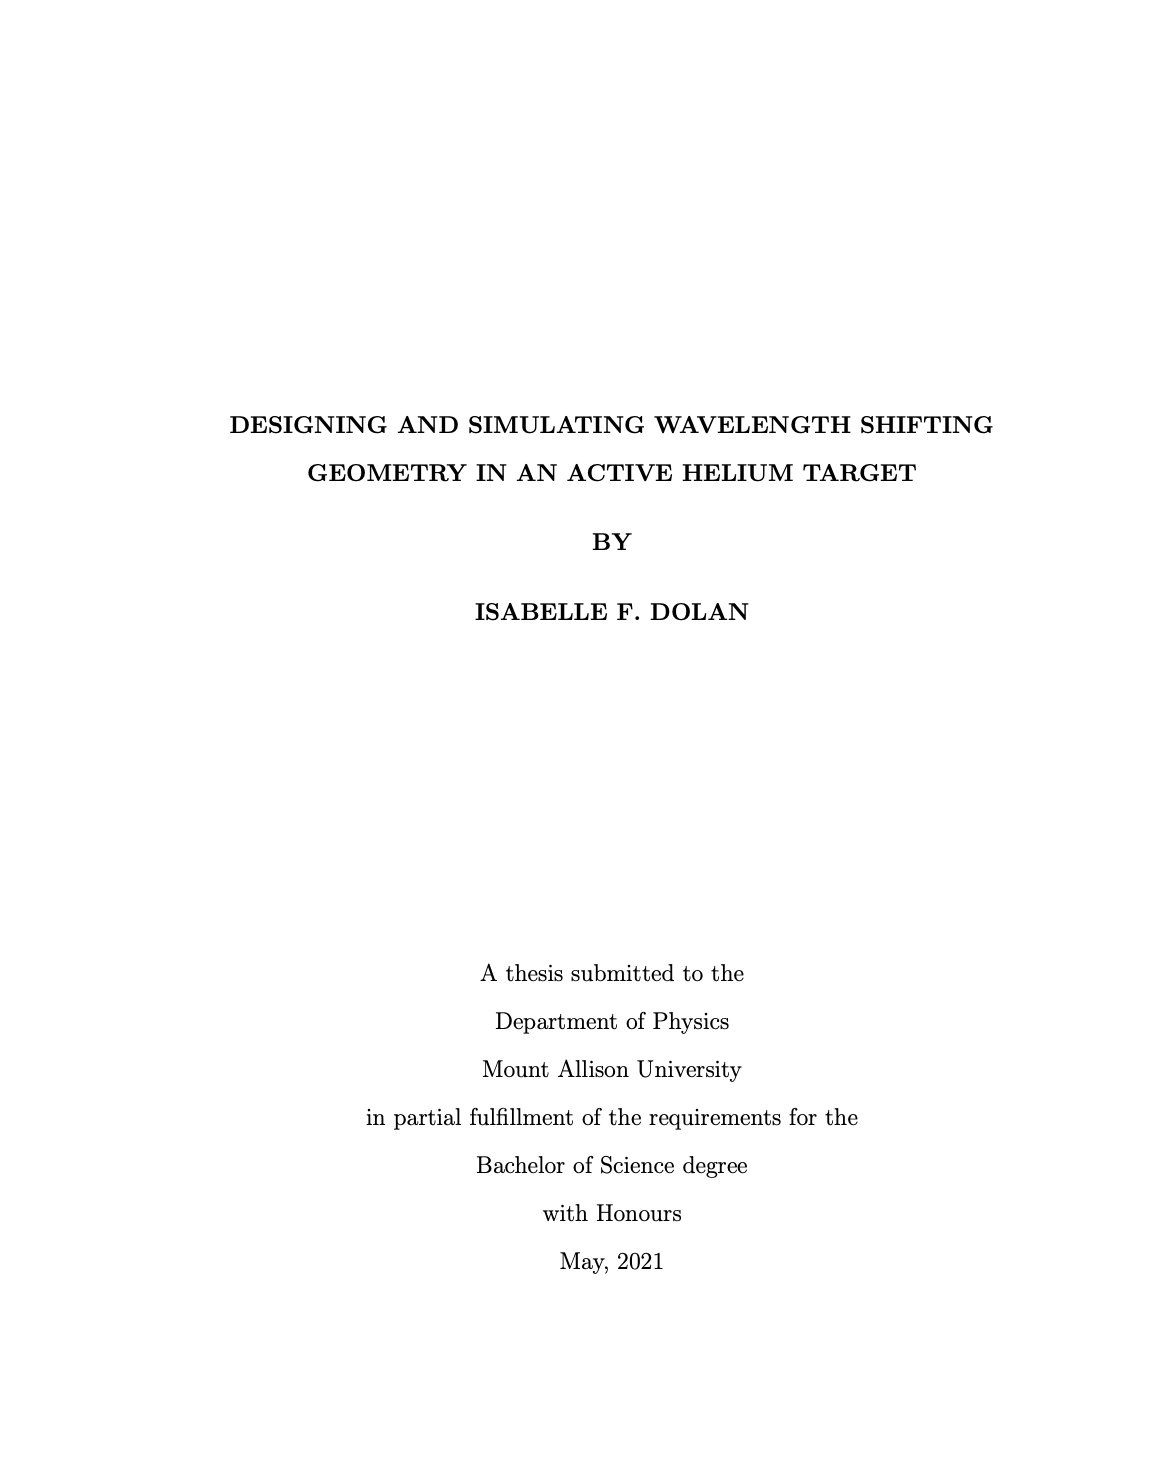 DESIGNING AND SIMULATING WAVELENGTH SHIFTING
GEOMETRY IN AN ACTIVE HELIUM TARGET
BY
ISABELLE F. DOLAN
A thesis submitted to the
Department of Physics
Mount Allison University
in partial fulfillment of the requirements for the
Bachelor of Science degree
with Honours
May, 2021